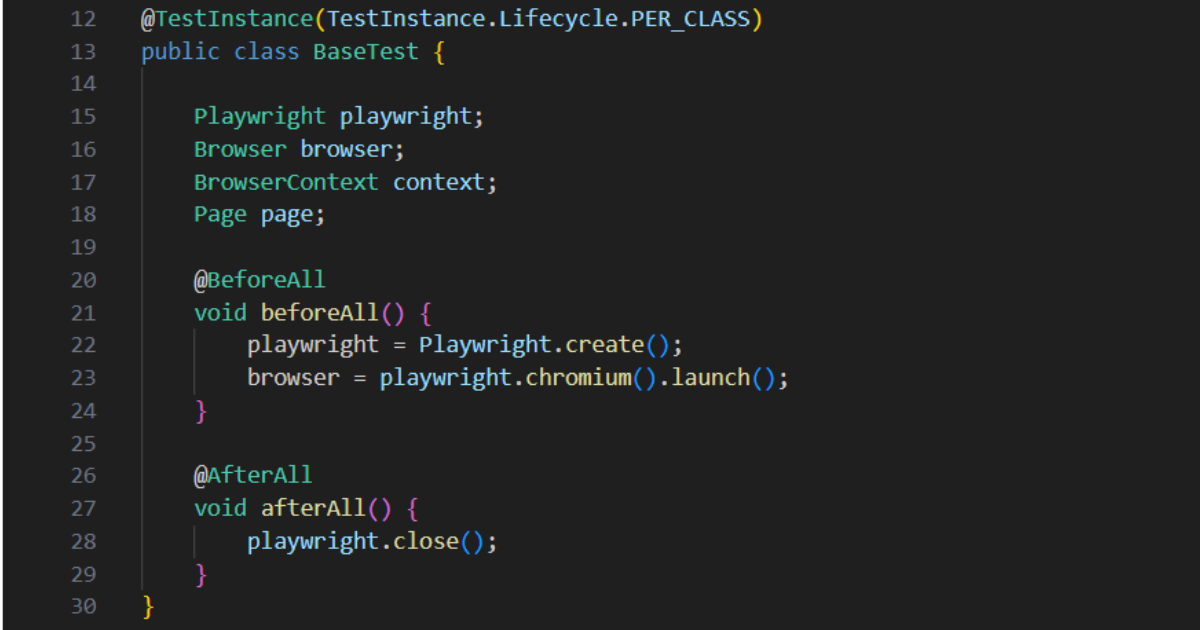 12 @TestInstance(TestInstance.Lifecycle.PER_CLASS)
13 public class BaseTest {
14
15     Playwright playwright;
16     Browser browser;
17     BrowserContext context;
18     Page page;
19
20     @BeforeAll
21     void beforeAll() {
22         playwright = Playwright.create();
23         browser = playwright.chromium().launch();
24     }
25
26     @AfterAll
27     void afterAll() {
28         playwright.close();
29     }
30 }